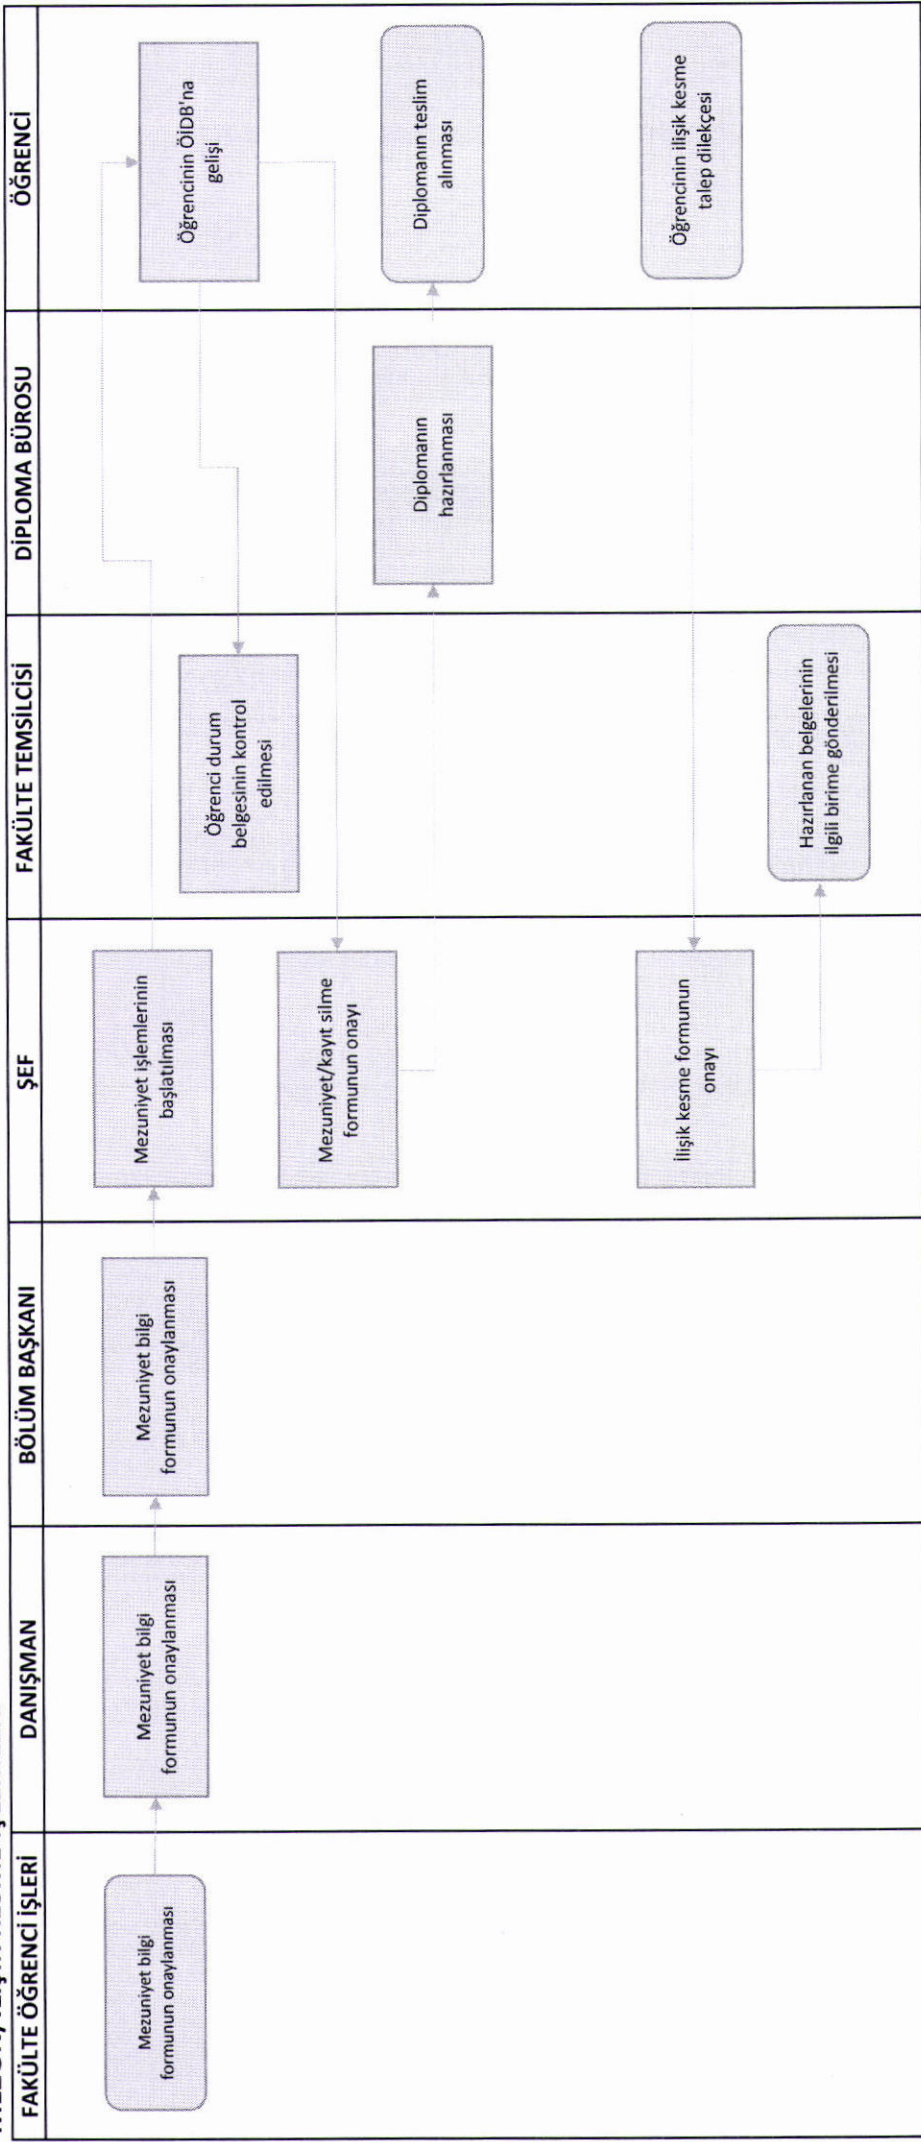 FAKÜLTE ÖĞRENCİ İŞLERİ
DANIŞMAN
BÖLÜM BAŞKANI
ŞEF
FAKÜLTE TEMSİLCİSİ
DİPLOMA BÜROSU
ÖĞRENCİ
Mezuniyet bilgi
formunun onaylanması
Mezuniyet bilgi
formunun onaylanması
Mezuniyet bilgi
formunun onaylanması
Mezuniyet işlemlerinin
başlatılması
Öğrencinin ÖİDB'na
gelişi
Öğrenci durum
belgesinin kontrol
edilmesi
Mezuniyet/kayıt silme
formunun onayı
Diplomanın
hazırlanması
Diplomanın teslim
alınması
Öğrencinin ilişik kesme
talep dilekçesi
İlişik kesme formunun
onayı
Hazırlanan belgelerinin
ilgili birime gönderilmesi